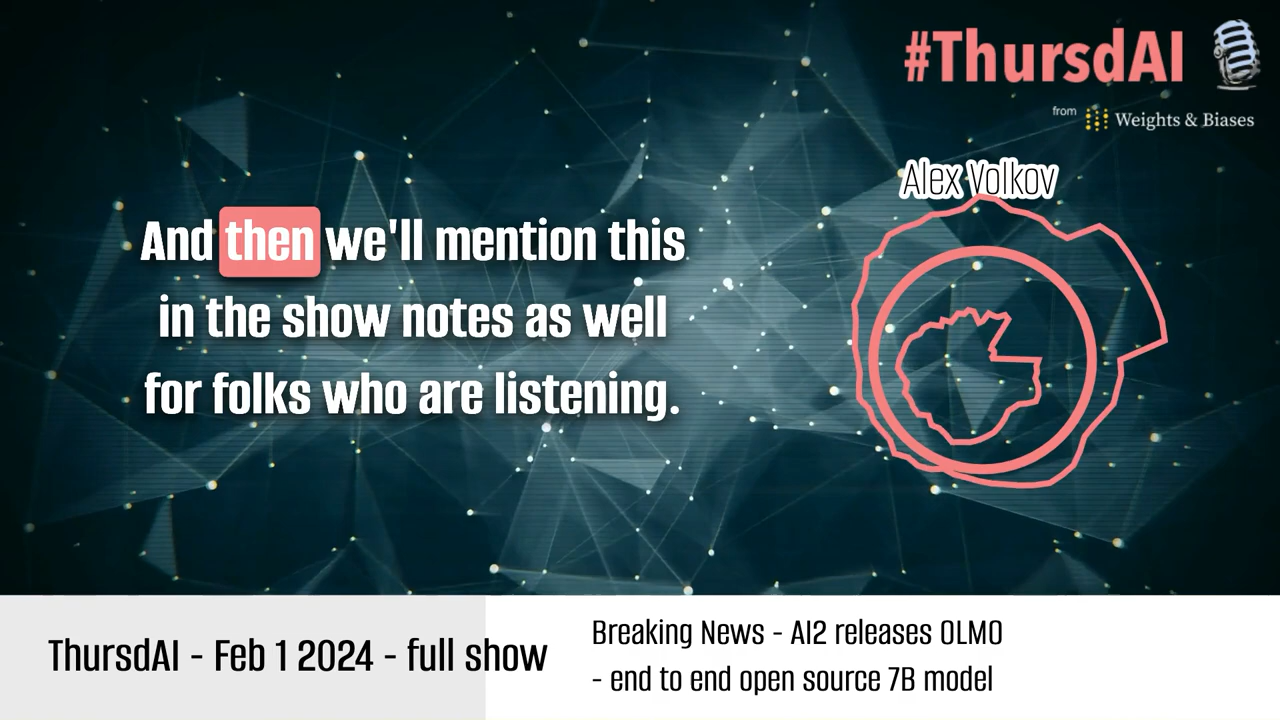 #ThursdAI
from Weights & Biases
Alex Volkov
And then we'll mention this
in the show notes as well
for folks who are listening.
ThursdAI - Feb 1 2024 - full show
Breaking News - AI2 releases OLMO
- end to end open source 7B model